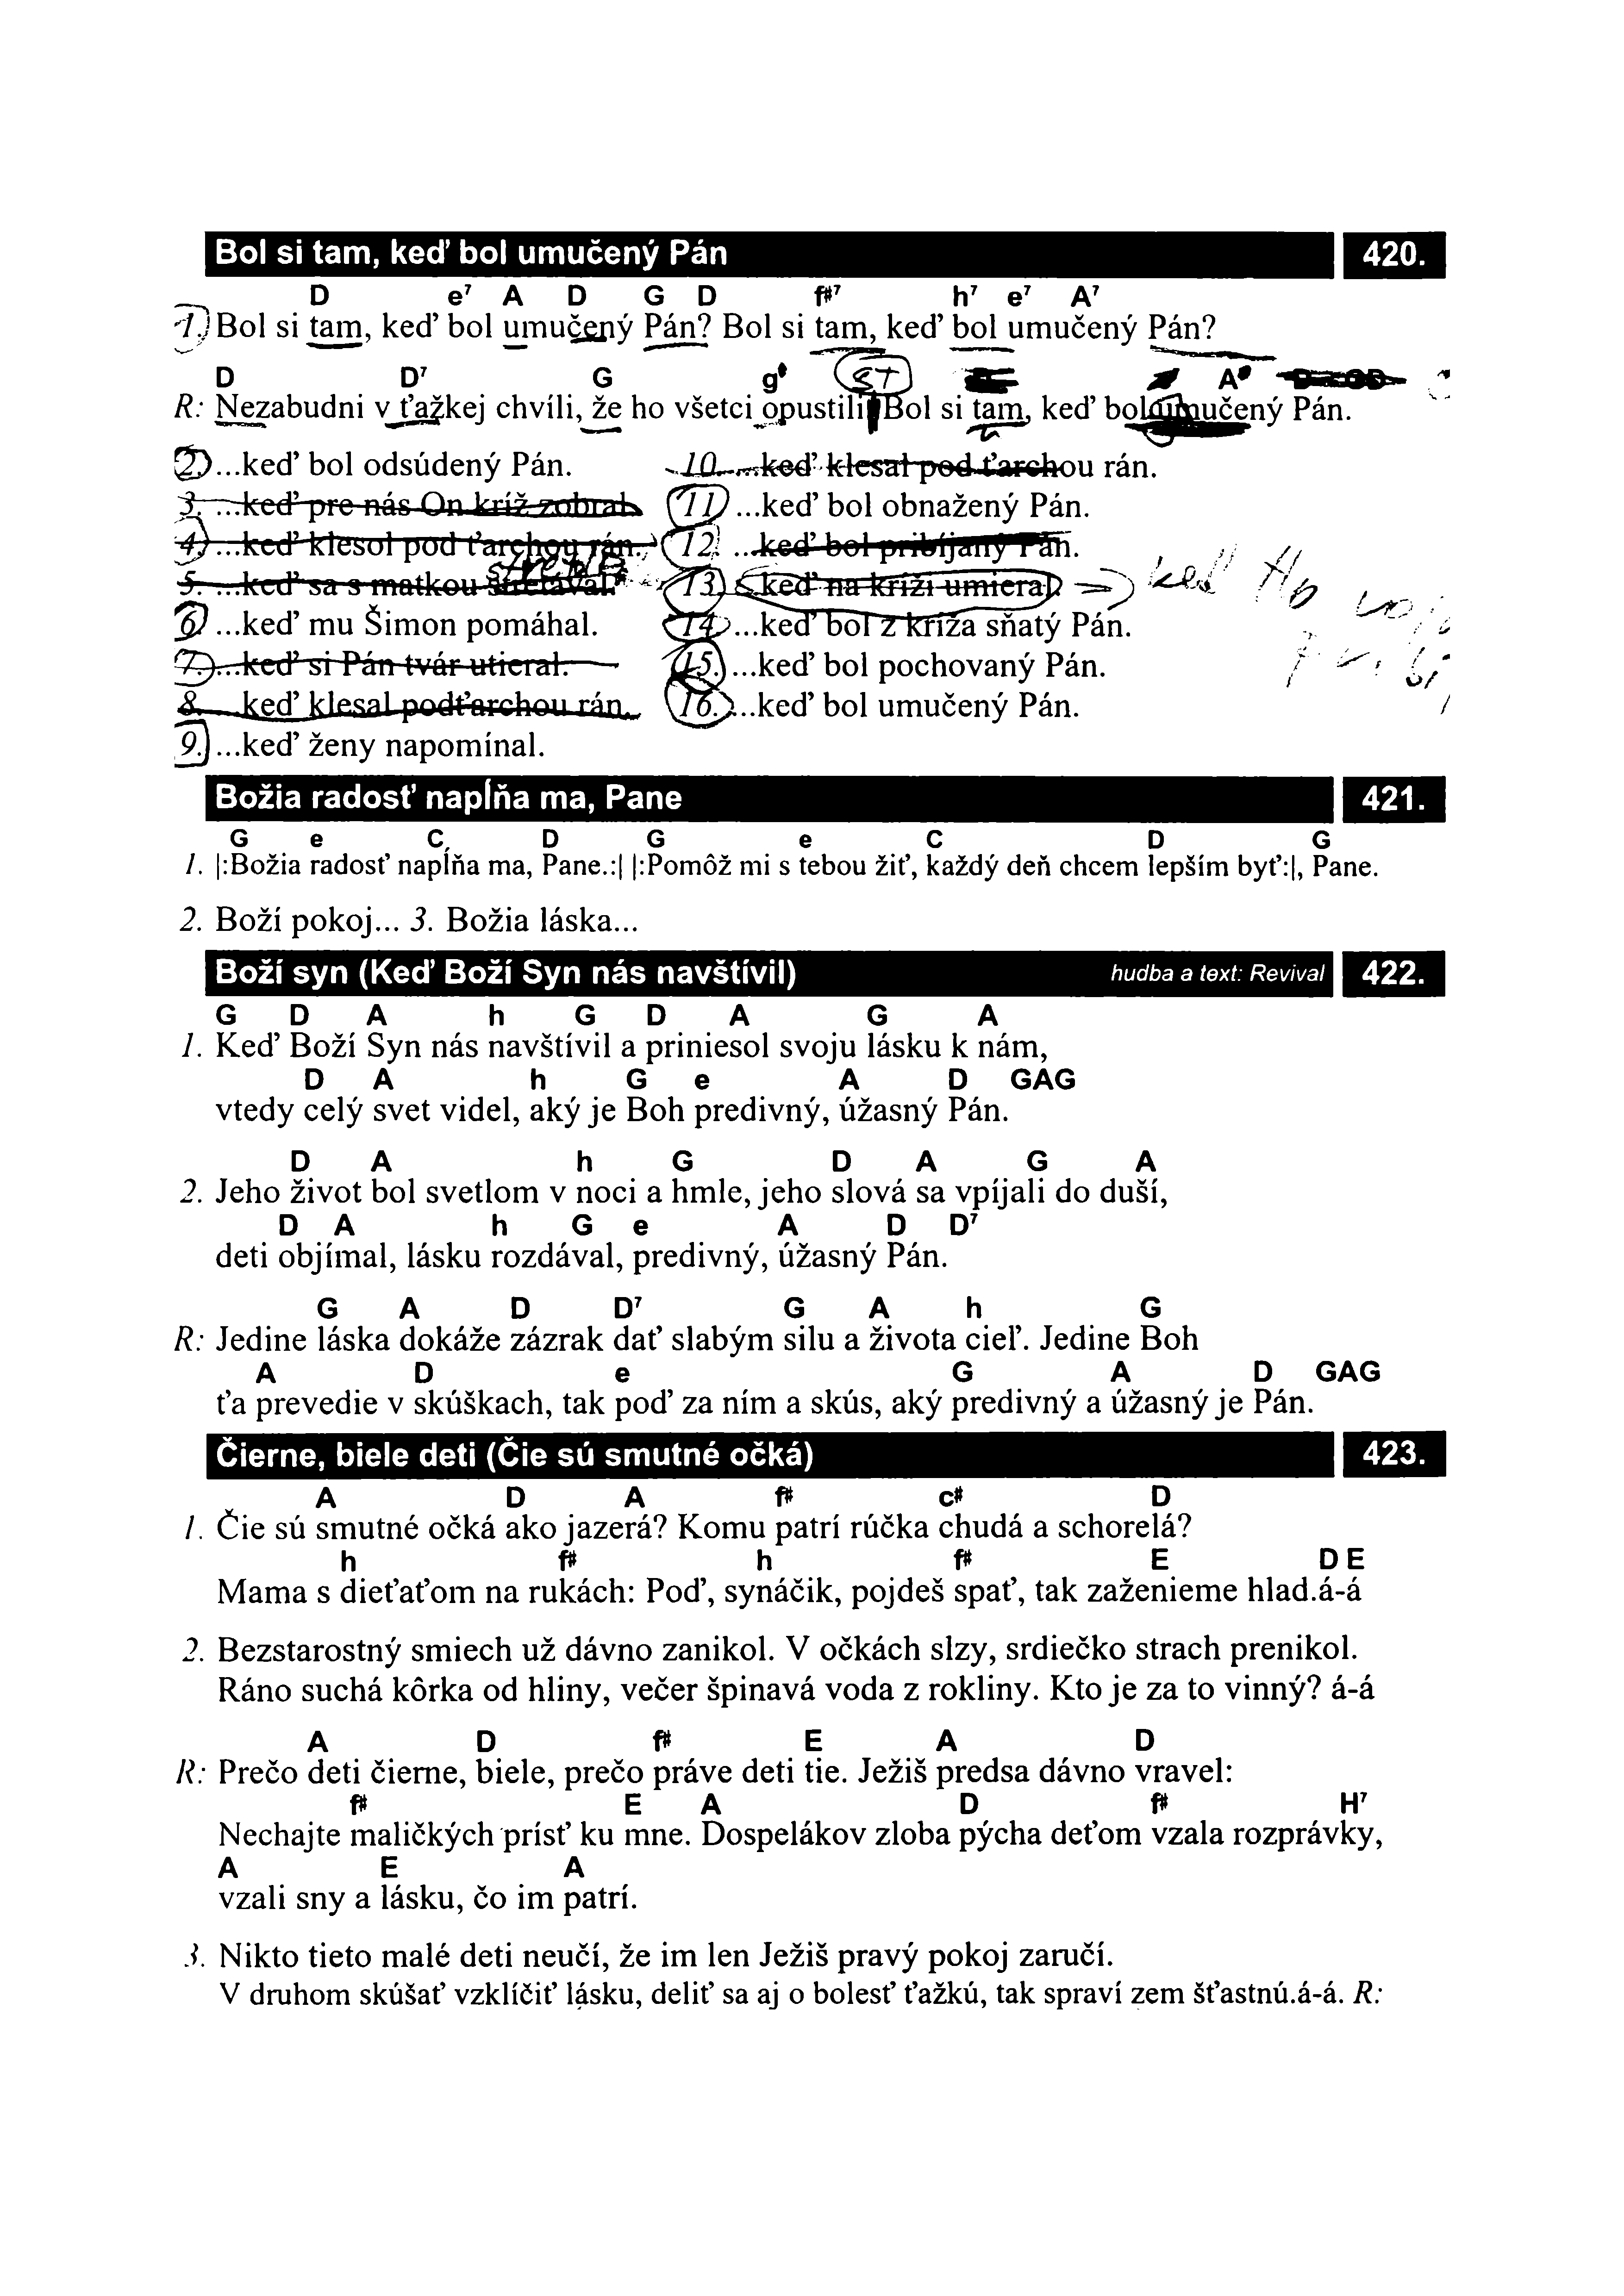 Bol si tam, keď bol umučený Pán 420.
D e⁷ A D G D f#⁷ h⁷ e⁷ A⁷
1. Bol si tam, keď bol umučený Pán? Bol si tam, keď bol umučený Pán?
D D⁷ G g ST A
R: Nezabudni v ťažkej chvíli, že ho všetci opustili Bol si tam, keď bol umučený Pán.
2. ...keď bol odsúdený Pán.
3. ...keď pre nás On kríž zobral.
4. ...keď klesol pod ťarchou rán.
5. ...keď sa s matkou stretával.
6. ...keď mu Šimon pomáhal.
7. ...keď si Pán tvár utieral.
8. ...keď klesal podťarchou rán.
9. ...keď ženy napomínal.
10. ...keď klesal pod ťarchou rán.
11. ...keď bol obnažený Pán.
12. ...keď bol pribíjaný Pán.
13. ...keď na kríži umieral. keď Ho
14. ...keď bol z kríža sňatý Pán.
15. ...keď bol pochovaný Pán.
16. ...keď bol umučený Pán.
Božia radosť napĺňa ma, Pane 421.
G e C D G e C D G
1. |:Božia radosť napĺňa ma, Pane.:| |:Pomôž mi s tebou žiť, každý deň chcem lepším byť:|, Pane.
2. Boží pokoj... 3. Božia láska...
Boží syn (Keď Boží Syn nás navštívil) hudba a text: Revival 422.
G D A h G D A G A
1. Keď Boží Syn nás navštívil a priniesol svoju lásku k nám,
D A h G e A D GAG
vtedy celý svet videl, aký je Boh predivný, úžasný Pán.
D A h G D A G A
2. Jeho život bol svetlom v noci a hmle, jeho slová sa vpíjali do duší,
D A h G e A D D⁷
deti objímal, lásku rozdával, predivný, úžasný Pán.
G A D D⁷ G A h G
R: Jedine láska dokáže zázrak dať slabým silu a života cieľ. Jedine Boh
A D e G A D GAG
ťa prevedie v skúškach, tak poď za ním a skús, aký predivný a úžasný je Pán.
Čierne, biele deti (Čie sú smutné očká) 423.
A D A f# c# D
1. Čie sú smutné očká ako jazerá? Komu patrí rúčka chudá a schorelá?
h f# h f# E D E
Mama s dieťaťom na rukách: Poď, synáčik, pojdeš spať, tak zaženieme hlad.á-á
2. Bezstarostný smiech už dávno zanikol. V očkách slzy, srdiečko strach prenikol.
Ráno suchá kôrka od hliny, večer špinavá voda z rokliny. Kto je za to vinný? á-á
A D f# E A D
R: Prečo deti čierne, biele, prečo práve deti tie. Ježiš predsa dávno vravel:
f# E A D f# H⁷
Nechajte maličkých prísť ku mne. Dospelákov zloba pýcha deťom vzala rozprávky,
A E A
vzali sny a lásku, čo im patrí.
3. Nikto tieto malé deti neučí, že im len Ježiš pravý pokoj zaručí.
V druhom skúšať vzklíčiť lásku, deliť sa aj o bolesť ťažkú, tak spraví zem šťastnú.á-á. R: